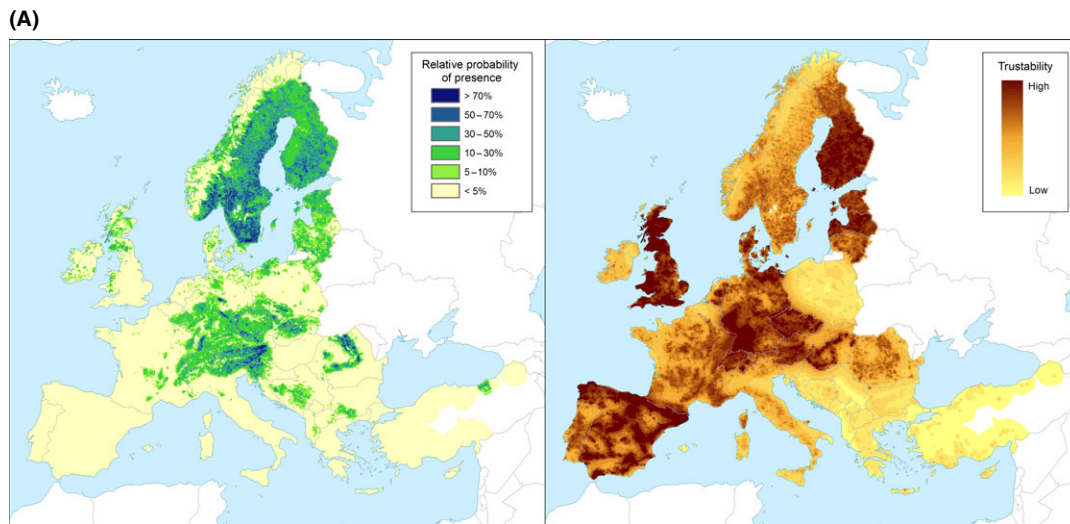 (A)
Relative probability
of presence
> 70%
50–70%
30–50%
10–30%
5–10%
< 5%
Trustability
High
Low